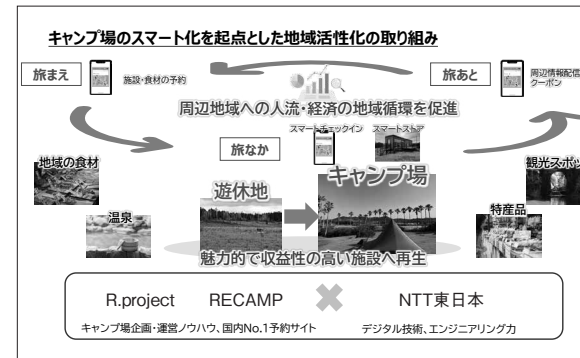 キャンプ場のスマート化を起点とした地域活性化の取り組み
旅まえ
施設・食材の予約
旅あと
周辺情報配信
クーポン
周辺地域への人流・経済の地域循環を促進
旅なか
スマートチェックイン
スマートストア
地域の食材
温泉
遊休地
キャンプ場
観光スポッ
特産品
魅力的で収益性の高い施設へ再生
R.project
RECAMP
NTT東日本
キャンプ場企画・運営ノウハウ、国内No.1予約サイト
デジタル技術、エンジニアリング力